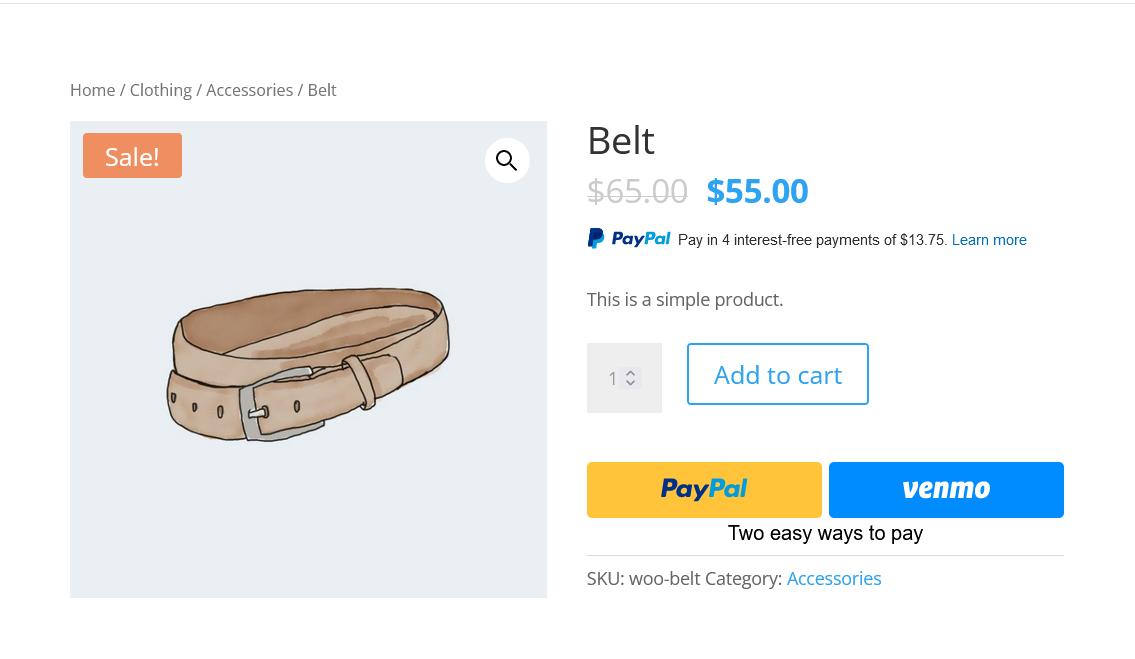 Home / Clothing / Accessories / Belt
Sale!
Belt
$65.00 $55.00
PayPal Pay in 4 interest-free payments of $13.75. Learn more
This is a simple product.
1
Add to cart
PayPal
venmo
Two easy ways to pay
SKU: woo-belt Category: Accessories